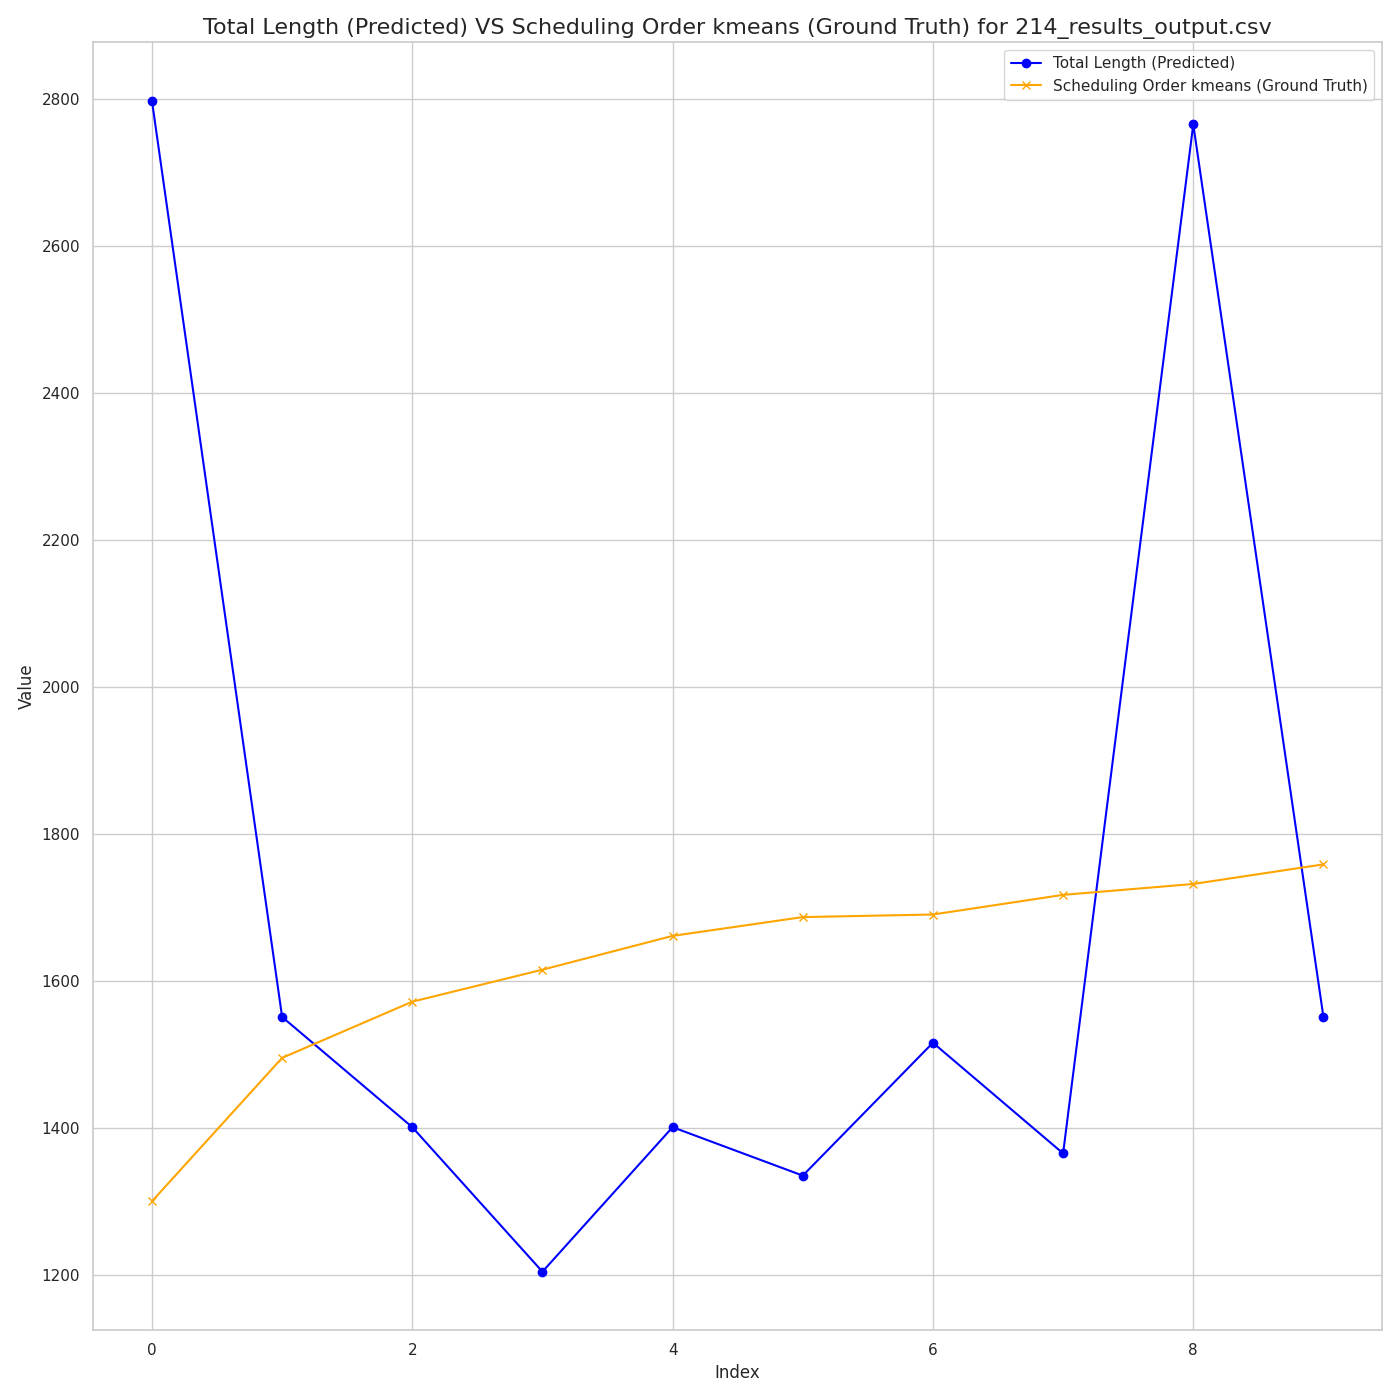 Total Length (Predicted) VS Scheduling Order kmeans (Ground Truth) for 214_results_output.csv
Total Length (Predicted)
Scheduling Order kmeans (Ground Truth)
2800
2600
2400
2200
2000
1800
1600
1400
1200
Value
0 2 4 6 8
Index